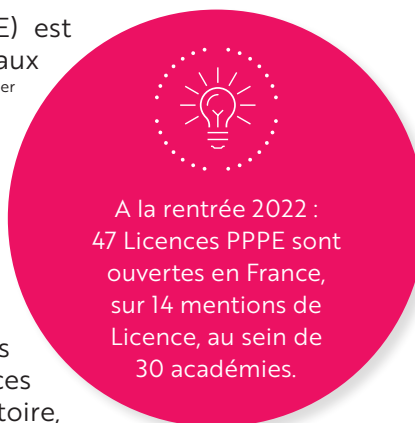 E) est
aux
er
A la rentrée 2022 :
47 Licences PPPE sont
ouvertes en France,
sur 14 mentions de
Licence, au sein de
30 académies.
s
ces
toire,